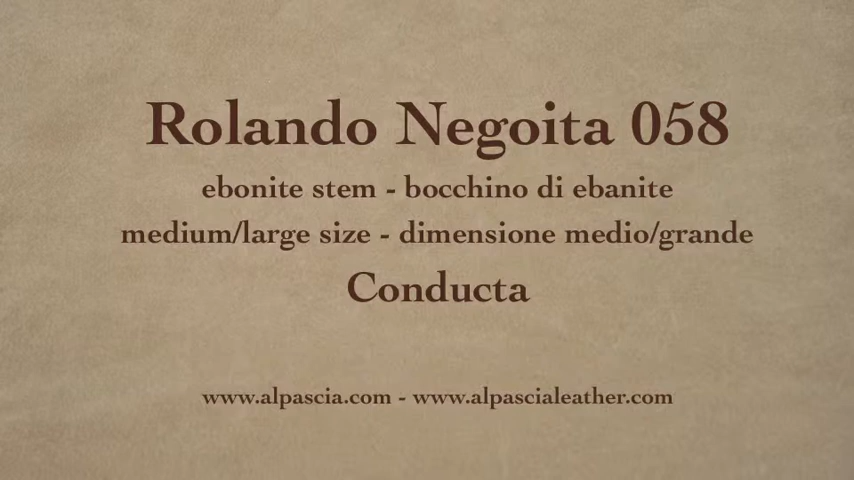 Rolando Negoita 058
ebonite stem - bocchino di ebanite
medium/large size - dimensione medio/grande
Conducta
www.alpascia.com - www.alpascialeather.com